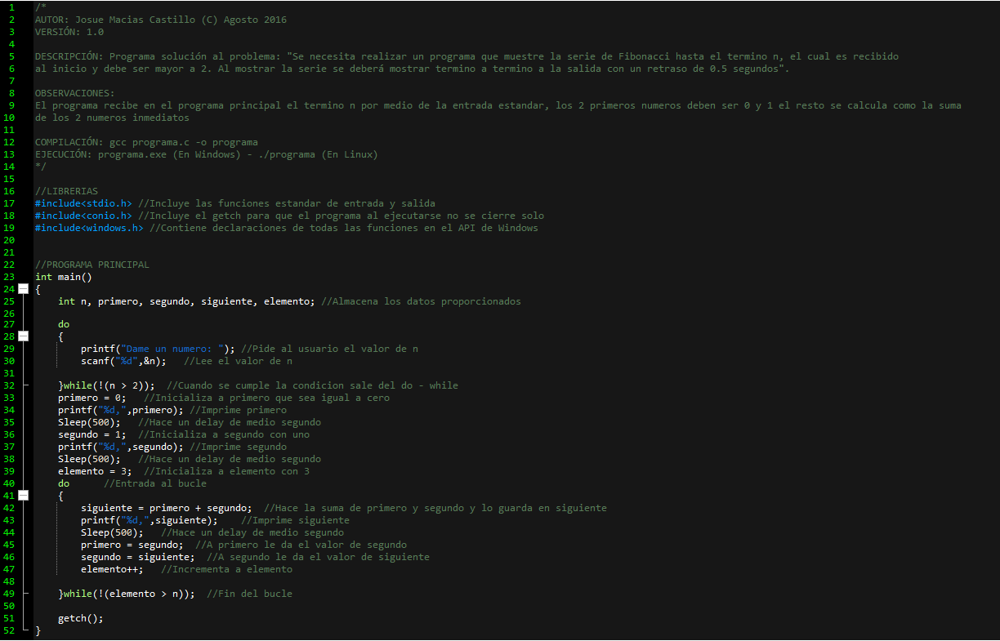 1 /*
2 AUTOR: Josue Macias Castillo (C) Agosto 2016
3 VERSIÓN: 1.0
4
5 DESCRIPCIÓN: Programa solución al problema: "Se necesita realizar un programa que muestre la serie de Fibonacci hasta el termino n, el cual es recibido
6 al inicio y debe ser mayor a 2. Al mostrar la serie se deberá mostrar termino a termino a la salida con un retraso de 0.5 segundos".
7
8 OBSERVACIONES:
9 El programa recibe en el programa principal el termino n por medio de la entrada estandar, los 2 primeros numeros deben ser 0 y 1 el resto se calcula como la suma
10 de los 2 numeros inmediatos
11
12 COMPILACIÓN: gcc programa.c -o programa
13 EJECUCIÓN: programa.exe (En Windows) - ./programa (En Linux)
14 */
15
16 //LIBRERIAS
17 #include<stdio.h> //Incluye las funciones estandar de entrada y salida
18 #include<conio.h> //Incluye el getch para que el programa al ejecutarse no se cierre solo
19 #include<windows.h> //Contiene declaraciones de todas las funciones en el API de Windows
20
21
22 //PROGRAMA PRINCIPAL
23 int main()
24 {
25 int n, primero, segundo, siguiente, elemento; //Almacena los datos proporcionados
26
27 do
28 {
29 printf("Dame un numero: "); //Pide al usuario el valor de n
30 scanf("%d",&n); //Lee el valor de n
31
32 }while(!(n > 2)); //Cuando se cumple la condicion sale del do - while
33 primero = 0; //Inicializa a primero que sea igual a cero
34 printf("%d,",primero); //Imprime primero
35 Sleep(500); //Hace un delay de medio segundo
36 segundo = 1; //Inicializa a segundo con uno
37 printf("%d,",segundo); //Imprime segundo
38 Sleep(500); //Hace un delay de medio segundo
39 elemento = 3; //Inicializa a elemento con 3
40 do //Entrada al bucle
41 {
42 siguiente = primero + segundo; //Hace la suma de primero y segundo y lo guarda en siguiente
43 printf("%d,",siguiente); //Imprime siguiente
44 Sleep(500); //Hace un delay de medio segundo
45 primero = segundo; //A primero le da el valor de segundo
46 segundo = siguiente; //A segundo le da el valor de siguiente
47 elemento++; //Incrementa a elemento
48
49 }while(!(elemento > n)); //Fin del bucle
50
51 getch();
52 }